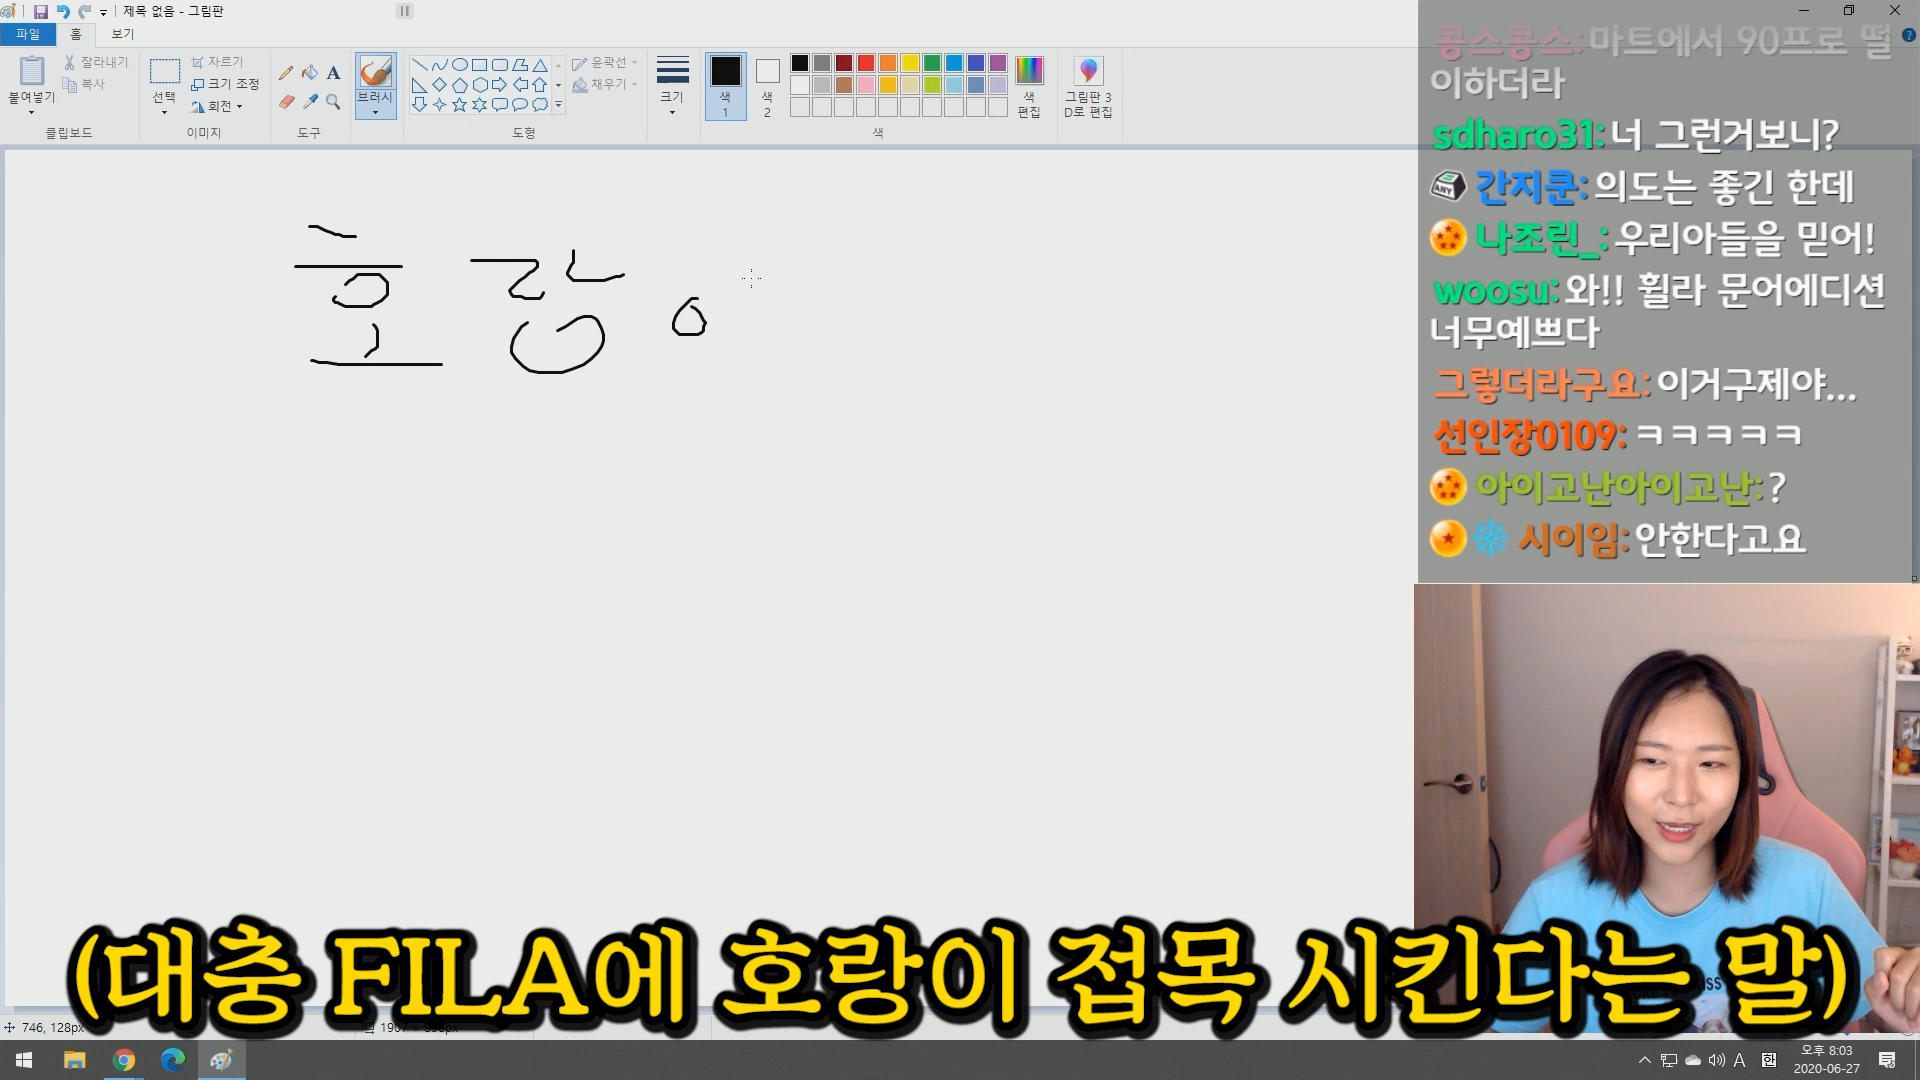 제목 없음 - 그림판
파일 홈 보기
붙여넣기
잘라내기
복사
클립보드
선택
자르기
크기 조정
회전
이미지
A
도구
브러시
윤곽선
채우기
도형
크기
색
1
색
2
색
편집
색
그림판 3
D로 편집
콩스콩스: 마트에서 90프로 떨
이하더라
sdharo31: 너 그런거보니?
ANY 간지쿤: 의도는 좋긴 한데
나조린_: 우리아들을 믿어!
woosu: 와!! 휠라 문어에디션
너무예쁘다
그렇더라구요: 이거구제야...
선인장0109: ㅋㅋㅋㅋㅋ
아이고난아이고난: ?
시이임: 안한다고요
호랑 o
(대충 FILA에 호랑이 접목 시킨다는 말)
746, 128px
A 한
오후 8:03
2020-06-27